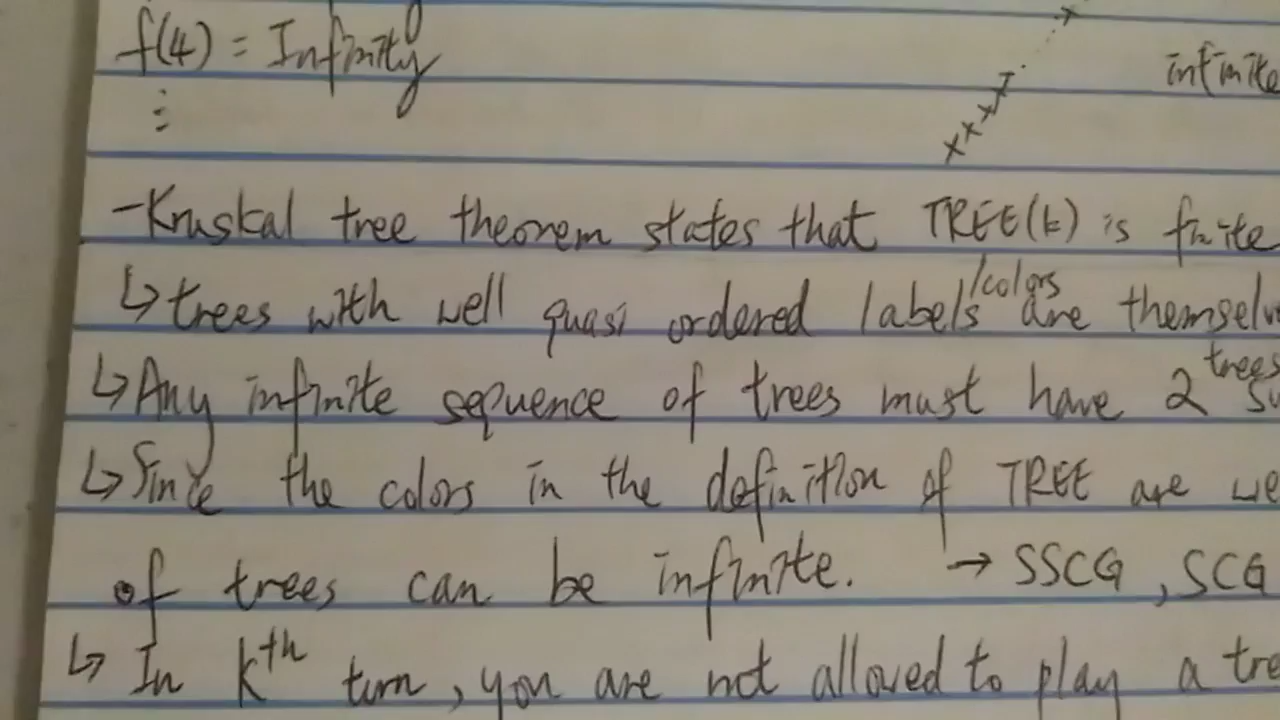 f(4) = Infinity
infinite
:
-Kruskal tree theorem states that TREE(k) is finite
↳ trees with well quasi ordered labels/colors are themselv
↳ Any infinite sequence of trees must have 2 trees su
↳ Since the colors in the definition of TREE are we
of trees can be infinite. → SSCG, SCG
↳ In kth turn, you are not allowed to play a tre